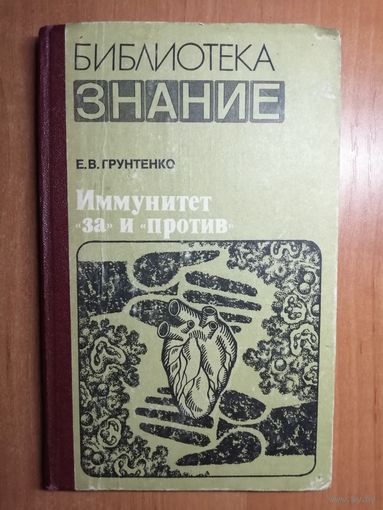 БИБЛИОТЕКА
ЗНАНИЕ
Е.В. ГРУНТЕНКО
Иммунитет
«за» и «против»